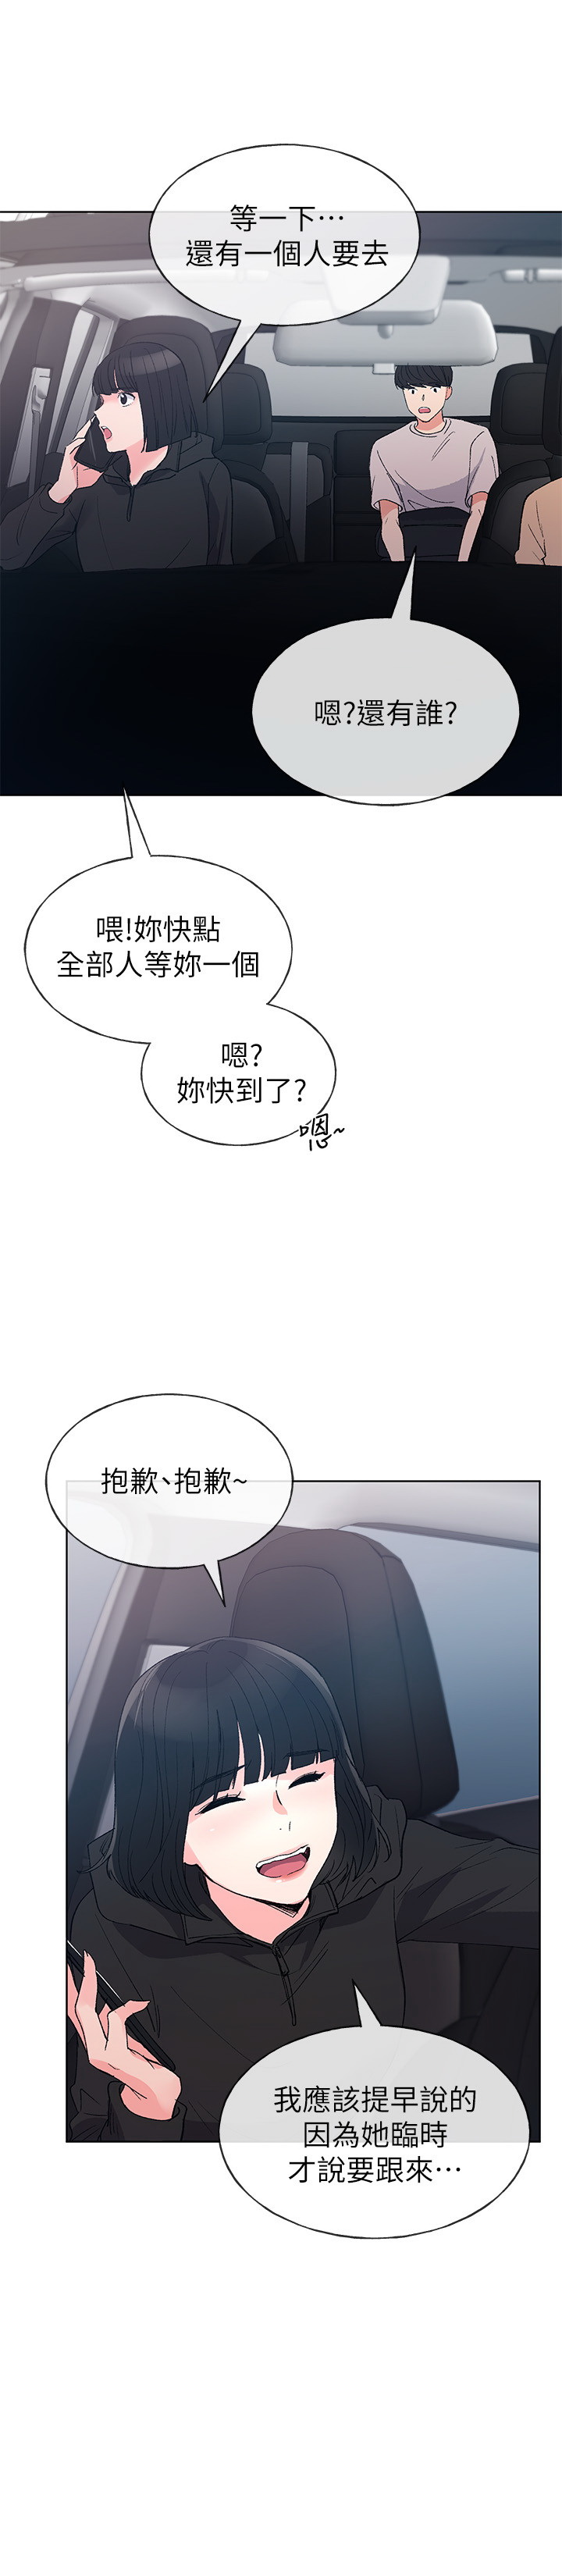 等一下⋯
還有一個人要去
嗯?還有誰?
喂!妳快點
全部人等妳一個
嗯?
妳快到了?
嗯~
抱歉、抱歉~
我應該提早說的
因為她臨時
才說要跟來⋯